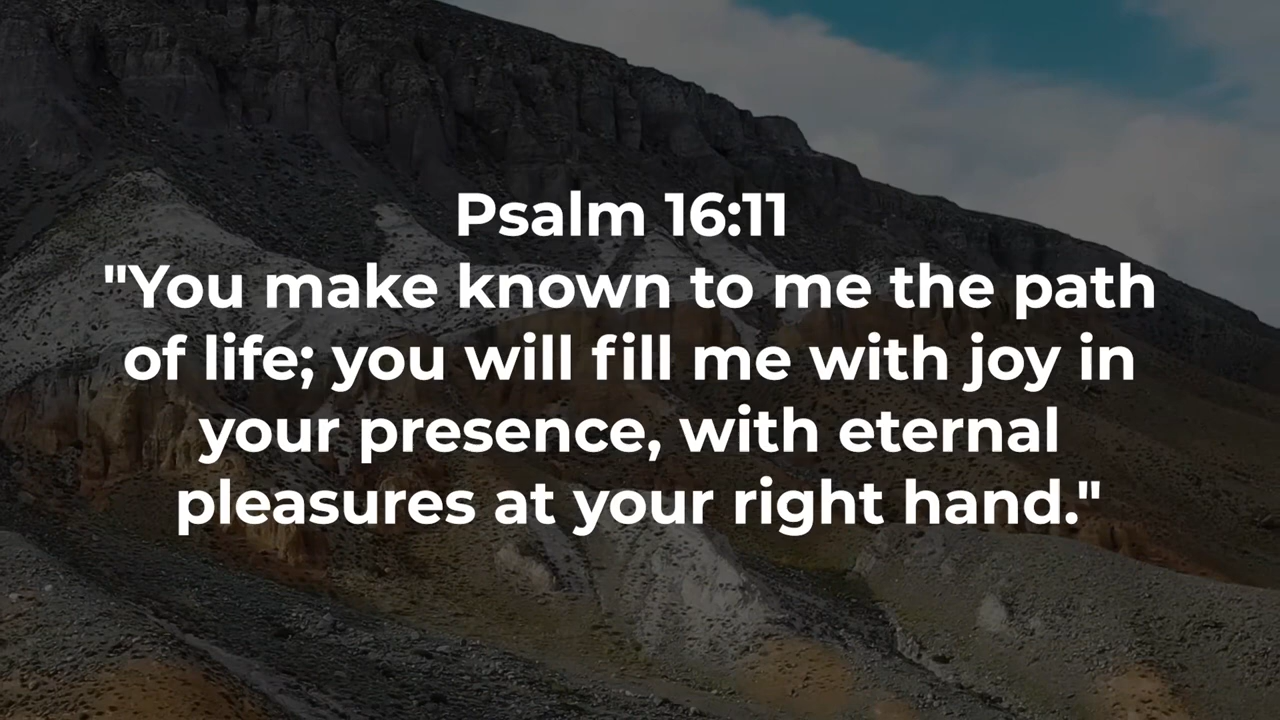 Psalm 16:11
"You make known to me the path
of life; you will fill me with joy in
your presence, with eternal
pleasures at your right hand."